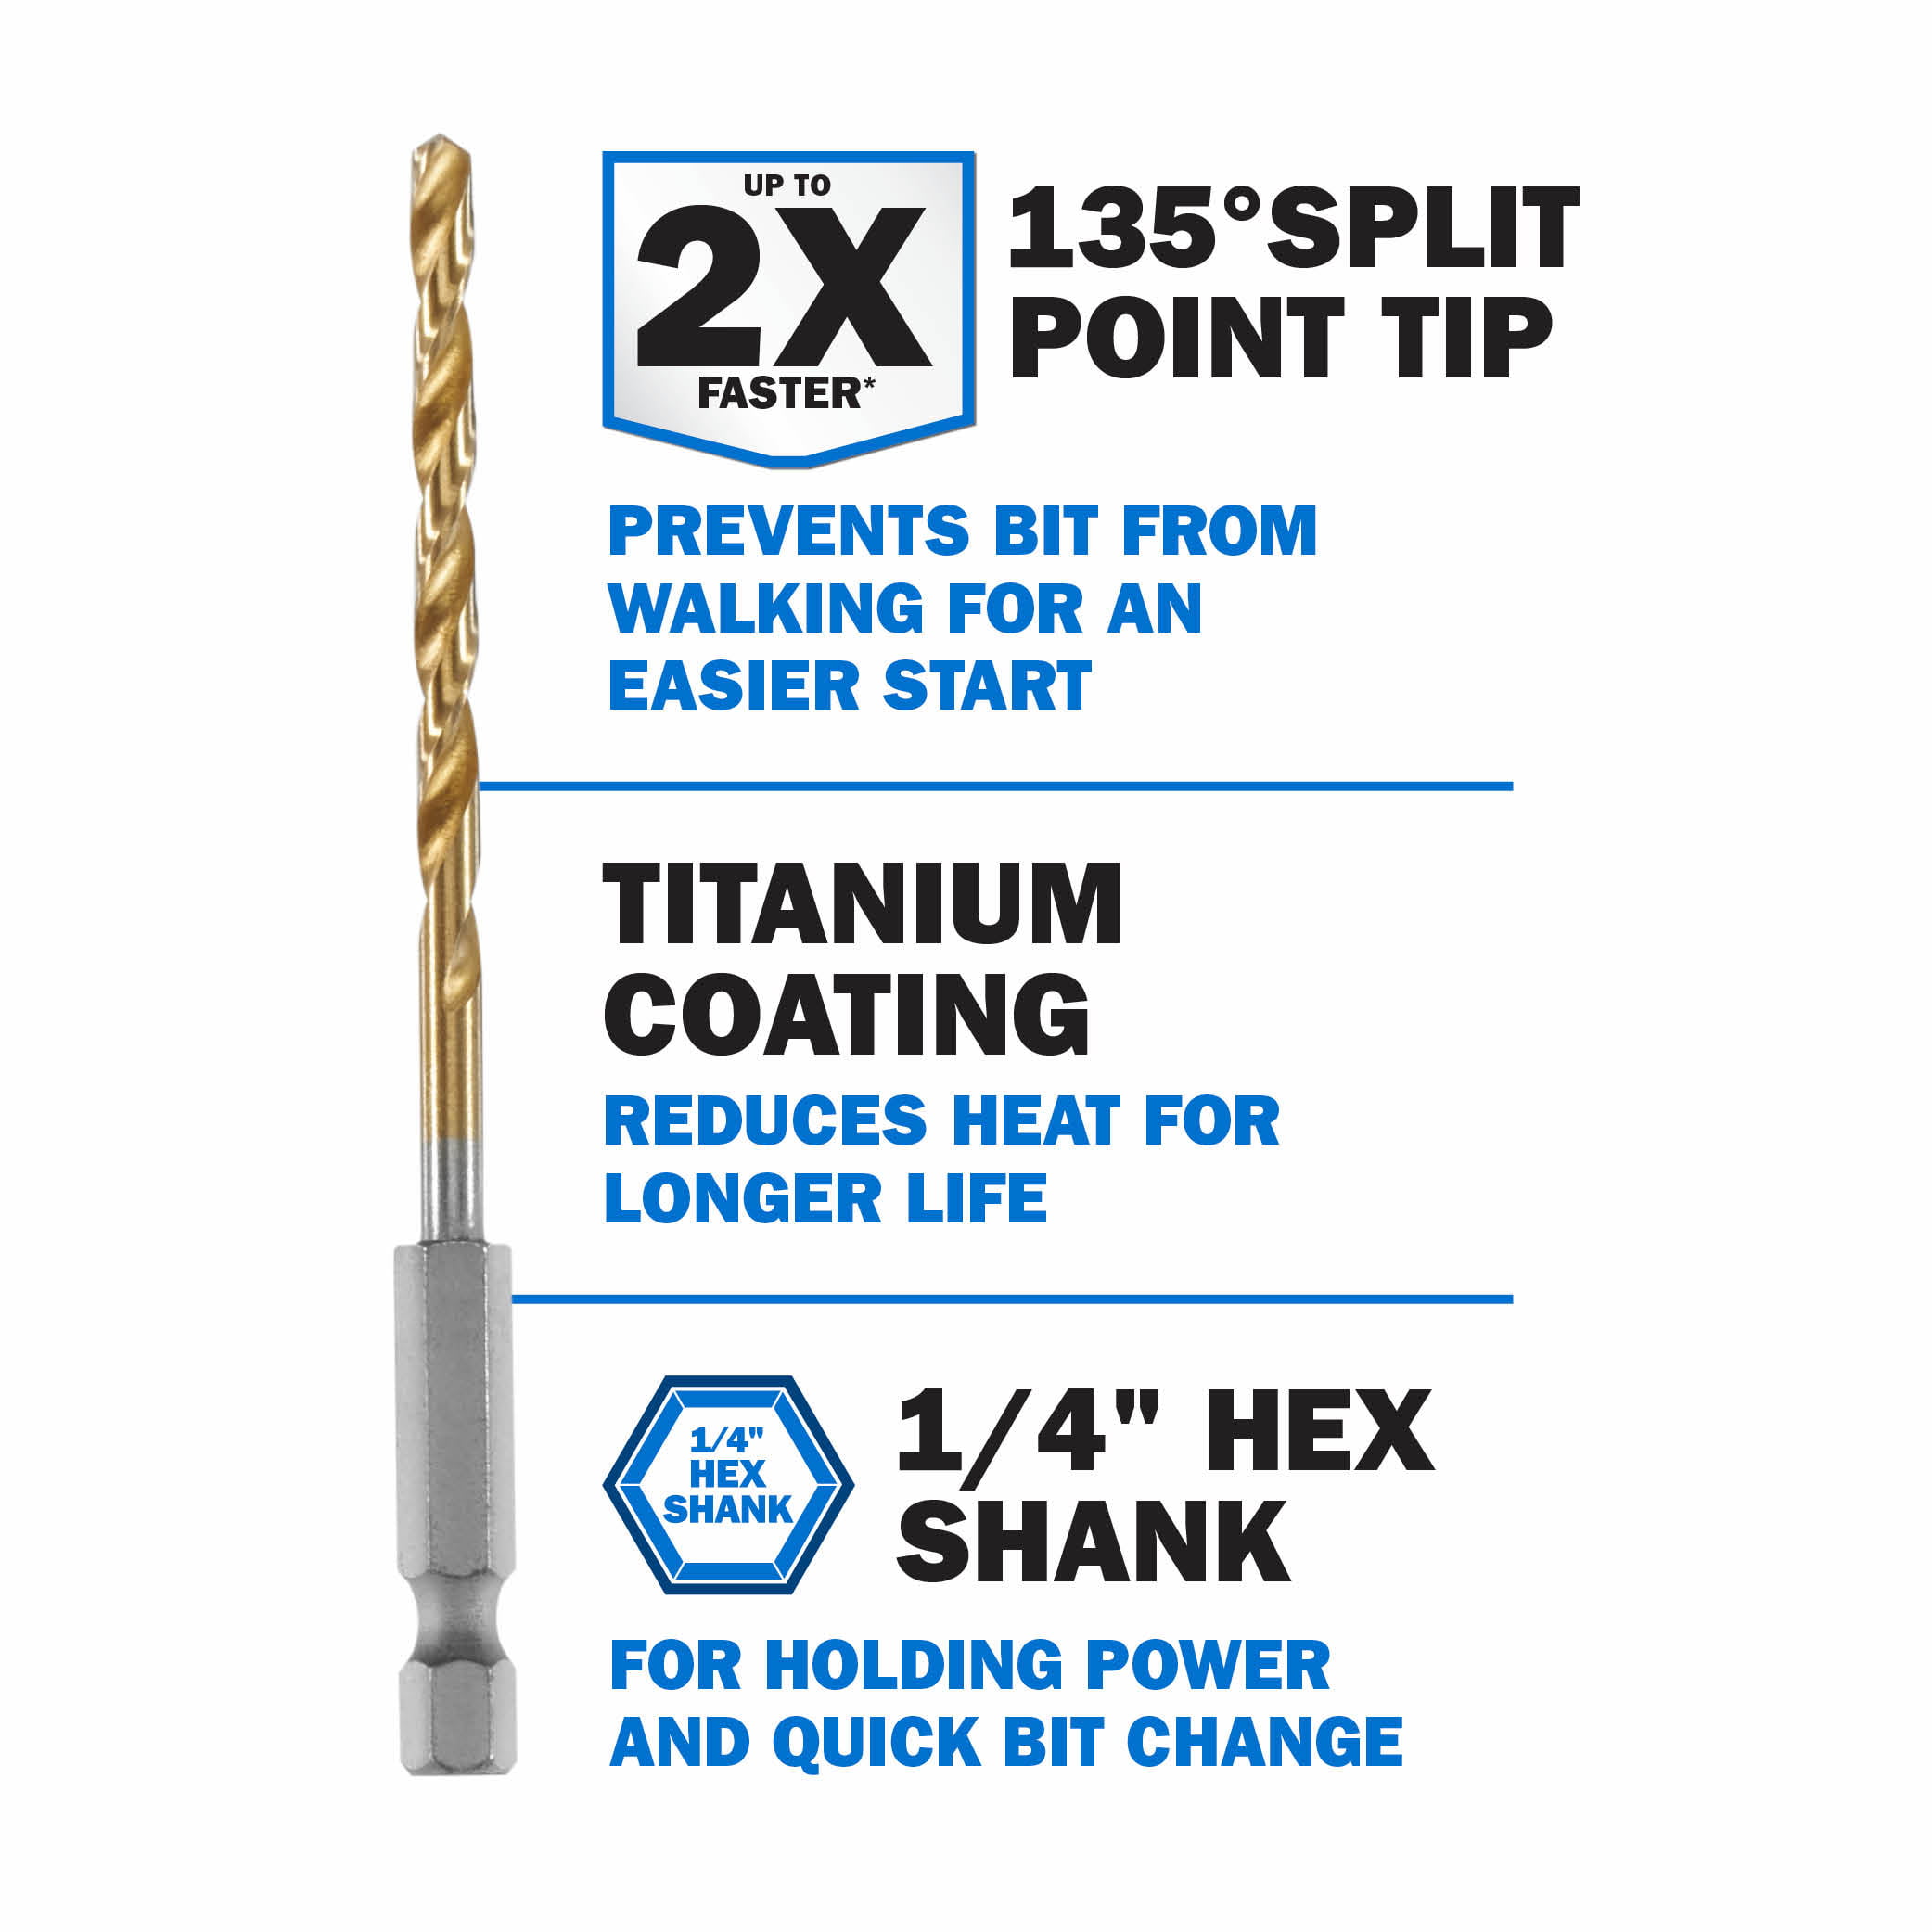 UP TO
2X
FASTER*
135°SPLIT
POINT TIP
PREVENTS BIT FROM
WALKING FOR AN
EASIER START
TITANIUM
COATING
REDUCES HEAT FOR
LONGER LIFE
1/4"
HEX
SHANK
1/4" HEX
SHANK
FOR HOLDING POWER
AND QUICK BIT CHANGE